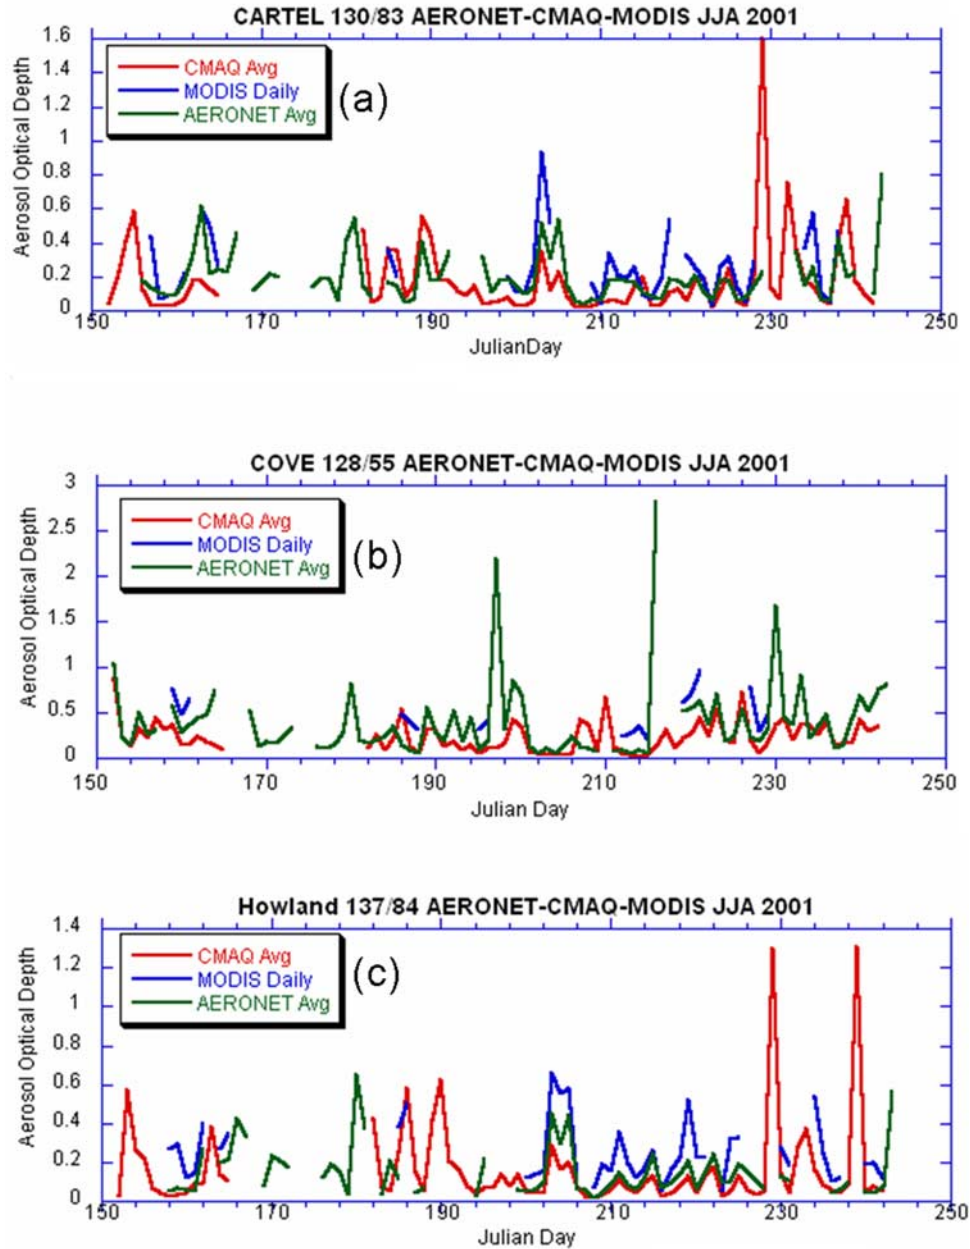 CARTEL 130/83 AERONET-CMAQ-MODIS JJA 2001
1.6
1.4
1.2
1
0.8
0.6
0.4
0.2
0
Aerosol Optical Depth
CMAQ Avg
MODIS Daily
AERONET Avg
(a)
150 170 190 210 230 250
JulianDay
COVE 128/55 AERONET-CMAQ-MODIS JJA 2001
3
2.5
2
1.5
1
0.5
0
Aerosol Optical Depth
CMAQ Avg
MODIS Daily
AERONET Avg
(b)
150 170 190 210 230 250
Julian Day
Howland 137/84 AERONET-CMAQ-MODIS JJA 2001
1.4
1.2
1
0.8
0.6
0.4
0.2
0
Aerosol Optical Depth
CMAQ Avg
MODIS Daily
AERONET Avg
(c)
150 170 190 210 230 250
Julian Day